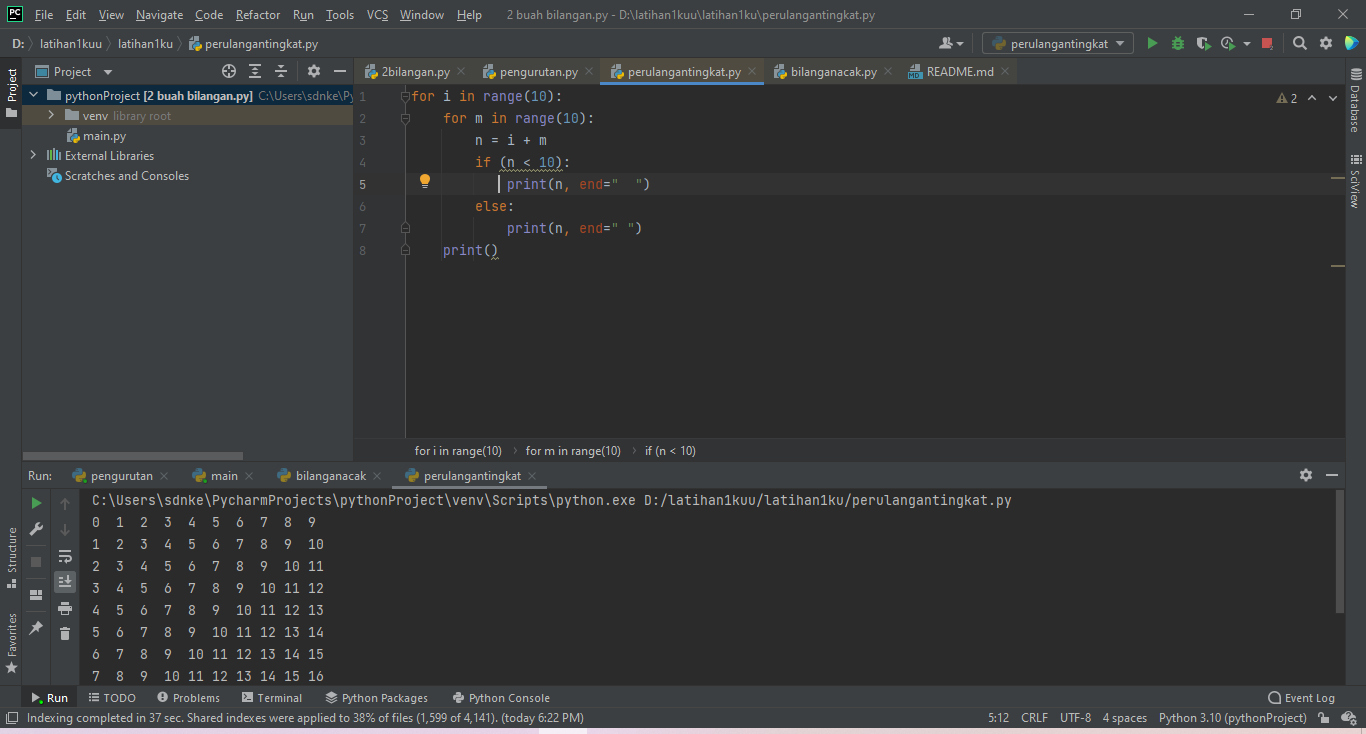 PC File Edit View Navigate Code Refactor Run Tools VCS Window Help 2 buah bilangan.py - D:\latihan1kuu\latihan1ku\perulangantingkat.py
D: latihan1kuu latihan1ku perulangantingkat.py perulangantingkat
Project
Project
2bilangan.py pengurutan.py perulangantingkat.py bilanganacak.py MD README.md
pythonProject [2 buah bilangan.py] C:\Users\sdnke\Py
venv library root
main.py
External Libraries
Scratches and Consoles
1 for i in range(10):
2 for m in range(10):
3 n = i + m
4 if (n < 10):
5 print(n, end="  ")
6 else:
7 print(n, end=" ")
8 print()
2
Database
SciView
for i in range(10) for m in range(10) if (n < 10)
Run: pengurutan main bilanganacak perulangantingkat
C:\Users\sdnke\PycharmProjects\pythonProject\venv\Scripts\python.exe D:/latihan1kuu/latihan1ku/perulangantingkat.py
0  1  2  3  4  5  6  7  8  9
1  2  3  4  5  6  7  8  9  10
2  3  4  5  6  7  8  9  10 11
3  4  5  6  7  8  9  10 11 12
4  5  6  7  8  9  10 11 12 13
5  6  7  8  9  10 11 12 13 14
6  7  8  9  10 11 12 13 14 15
7  8  9  10 11 12 13 14 15 16
Structure
Favorites
Run TODO Problems Terminal Python Packages Python Console Event Log
Indexing completed in 37 sec. Shared indexes were applied to 38% of files (1,599 of 4,141). (today 6:22 PM) 5:12 CRLF UTF-8 4 spaces Python 3.10 (pythonProject)